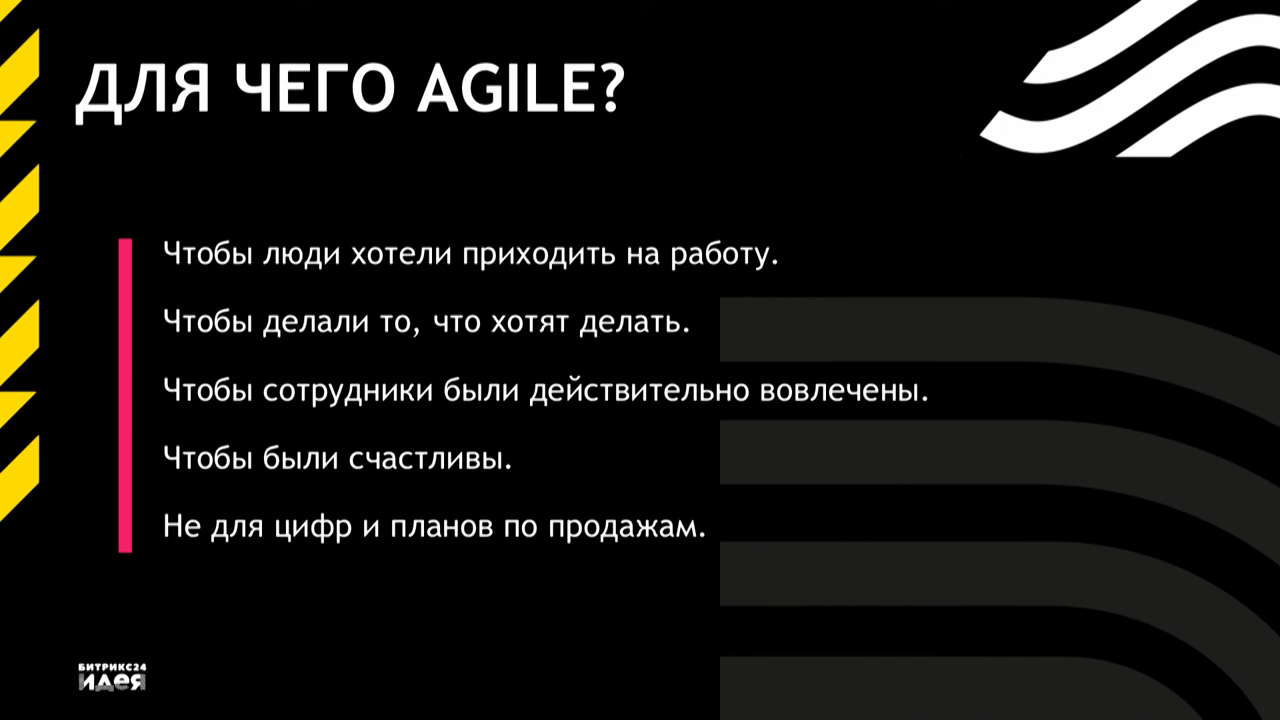 ДЛЯ ЧЕГО AGILE?
Чтобы люди хотели приходить на работу.
Чтобы делали то, что хотят делать.
Чтобы сотрудники были действительно вовлечены.
Чтобы были счастливы.
Не для цифр и планов по продажам.
БИТРИКС24
идея